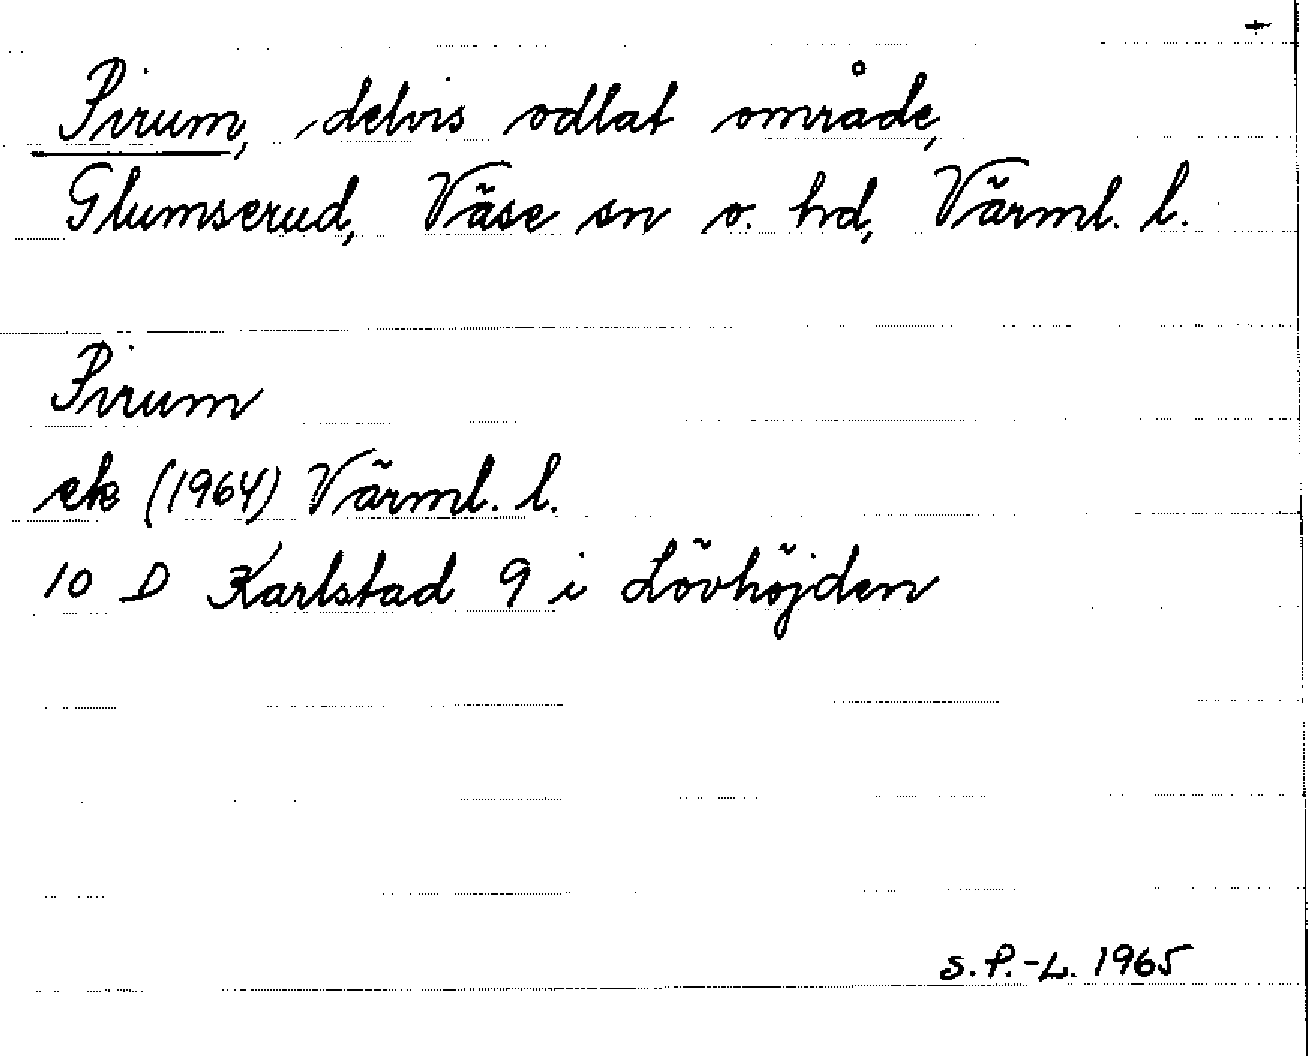 +
Pirum, delvis odlat område,
Glumserud, Väse sn o. hd, Värml. l.
Pirum
ek (1964) Värml. l.
10 D Karlstad 9 i Lövhöjden
S. P.-L. 1965